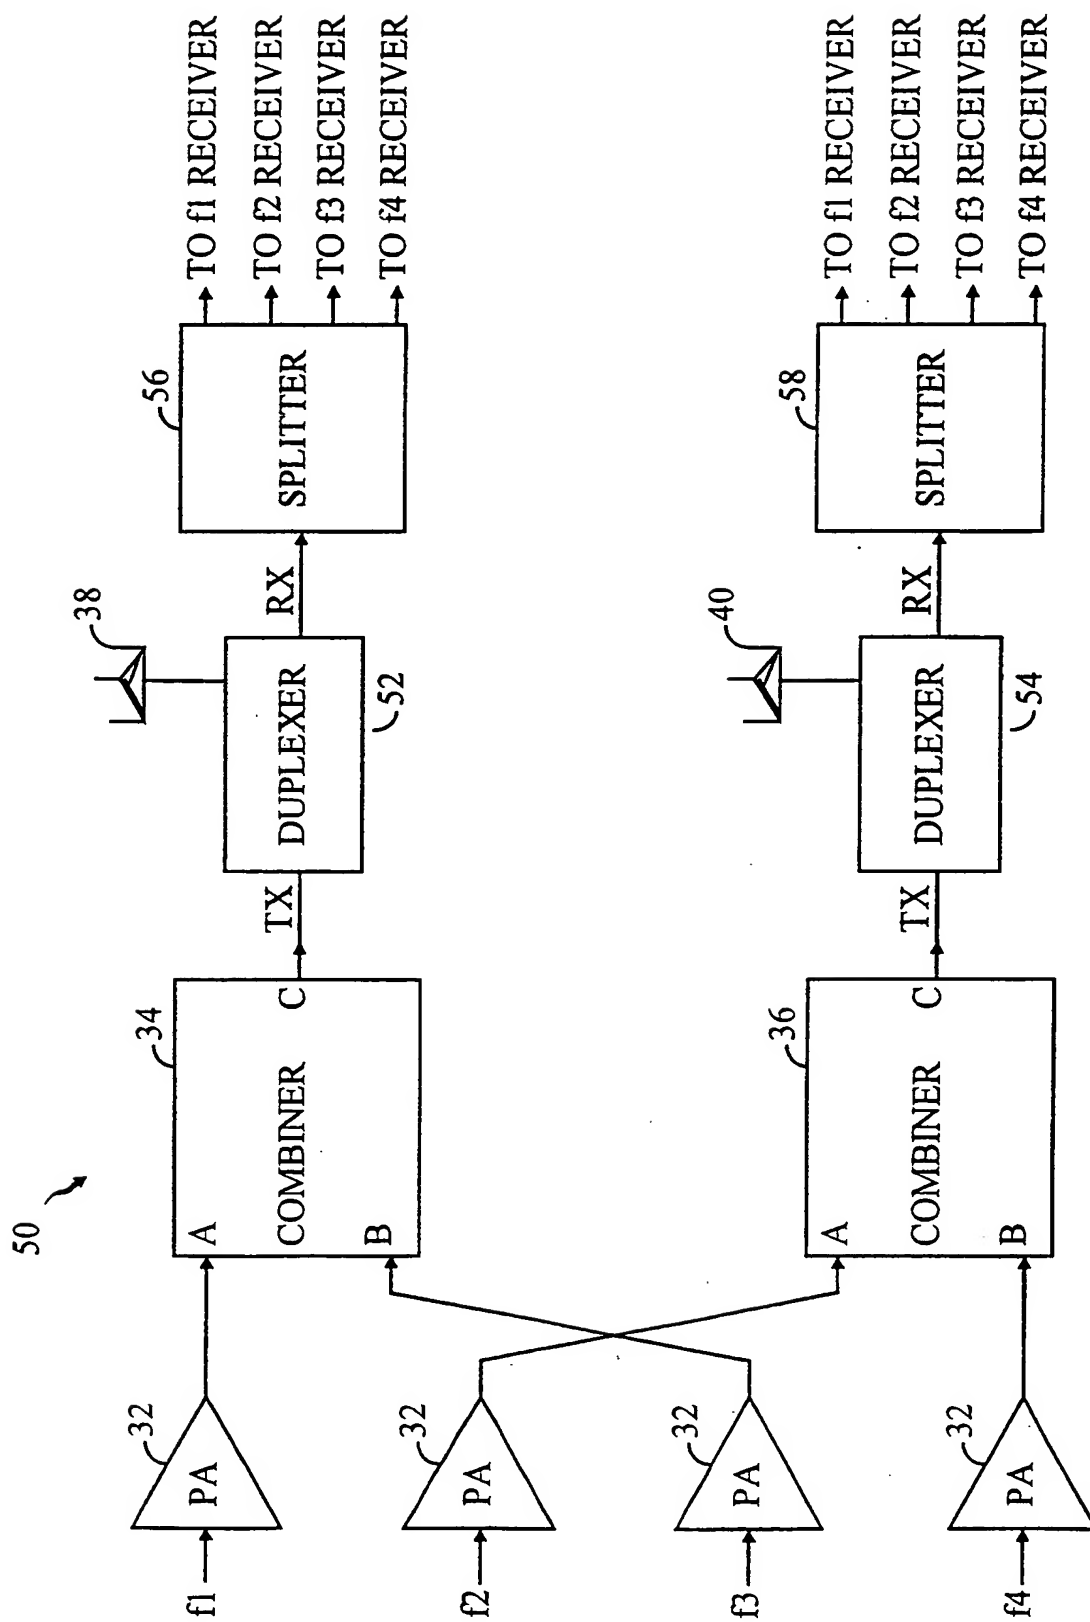 50
f1
PA
32
A
B
COMBINER
C
34
TX
DUPLEXER
52
38
RX
SPLITTER
56
TO f1 RECEIVER
TO f2 RECEIVER
TO f3 RECEIVER
TO f4 RECEIVER
f2
PA
32
f3
PA
32
f4
PA
32
A
B
COMBINER
C
36
TX
DUPLEXER
54
40
RX
SPLITTER
58
TO f1 RECEIVER
TO f2 RECEIVER
TO f3 RECEIVER
TO f4 RECEIVER